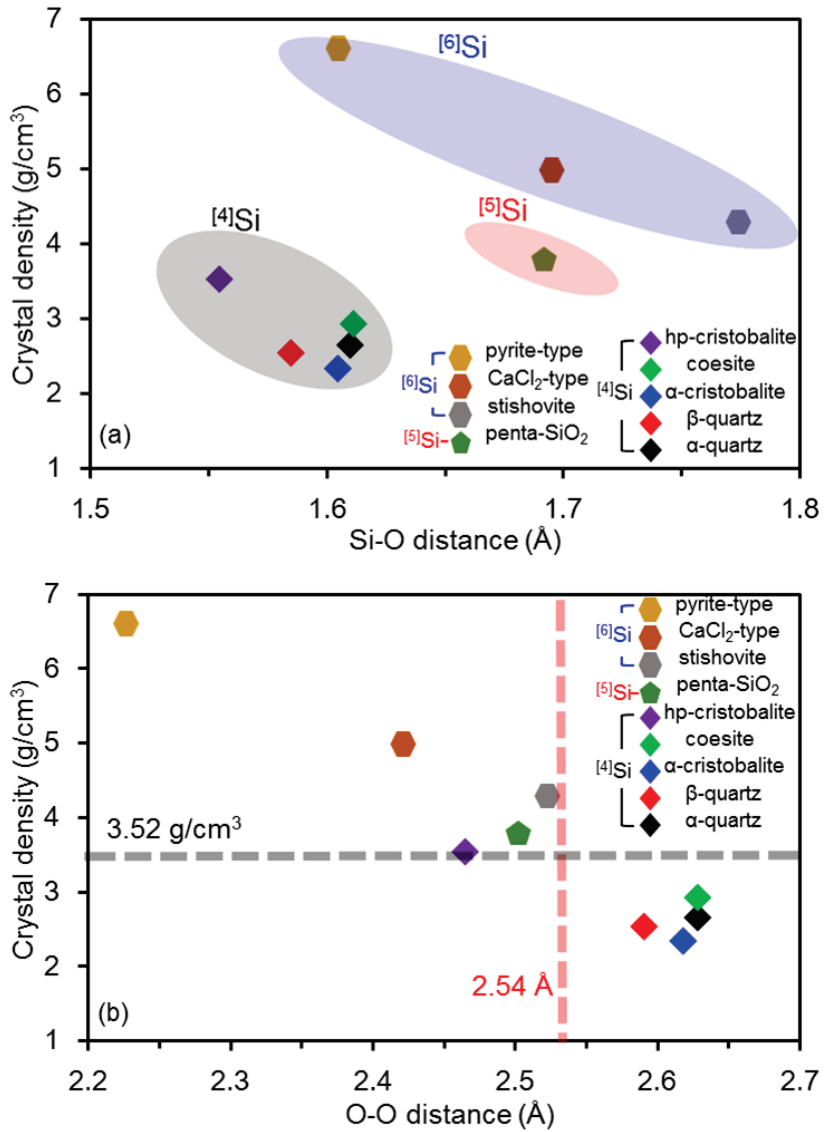 7
6
5
4
3
2
1
Crystal density (g/cm³)
[6]Si
[5]Si
[4]Si
[6]Si
pyrite-type
CaCl₂-type
stishovite
[5]Si
penta-SiO₂
[4]Si
hp-cristobalite
coesite
α-cristobalite
β-quartz
α-quartz
(a)
1.5 1.6 1.7 1.8
Si-O distance (Å)
7
6
5
4
3
2
1
Crystal density (g/cm³)
[6]Si
pyrite-type
CaCl₂-type
stishovite
[5]Si
penta-SiO₂
[4]Si
hp-cristobalite
coesite
α-cristobalite
β-quartz
α-quartz
3.52 g/cm³
2.54 Å
(b)
2.2 2.3 2.4 2.5 2.6 2.7
O-O distance (Å)